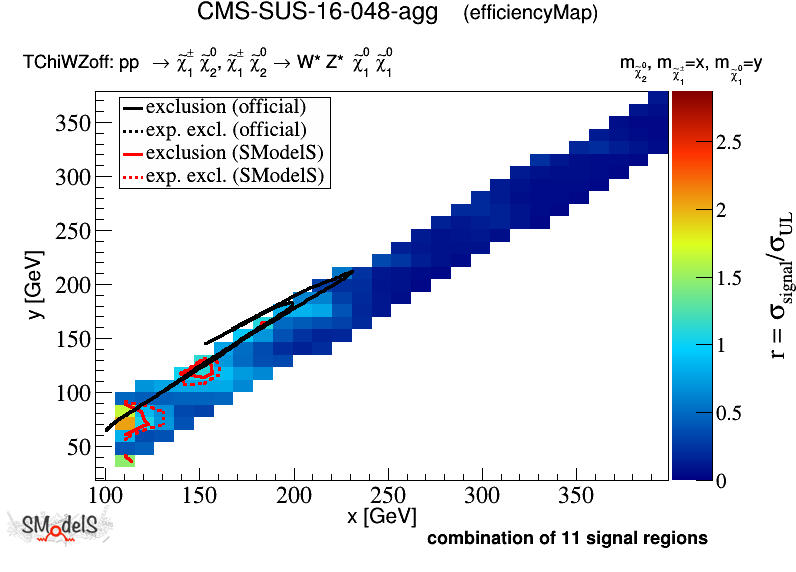 CMS-SUS-16-048-agg (efficiencyMap)
TChiWZoff: pp → χ̃₁^± χ̃₂⁰, χ̃₁^± χ̃₂⁰ → W* Z* χ̃₁⁰ χ̃₁⁰
m_χ̃₂⁰, m_χ̃₁^±=x, m_χ̃₁⁰=y
exclusion (official)
exp. excl. (official)
exclusion (SModelS)
exp. excl. (SModelS)
350
300
250
200
150
100
50
y [GeV]
100 150 200 250 300 350
x [GeV]
2.5
2
1.5
1
0.5
0
r = σ_signal/σ_UL
SModelS
combination of 11 signal regions